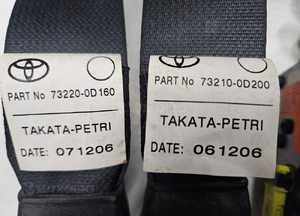 PART No 73220-0D160
TAKATA-PETRI
DATE: 071206
PART No 73210-0D200
TAKATA-PETRI
DATE: 061206